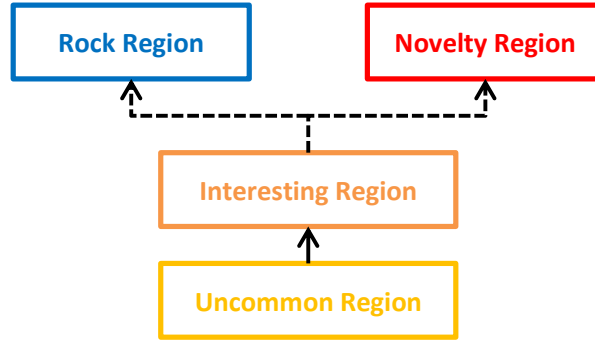 Rock Region
Novelty Region
Interesting Region
Uncommon Region